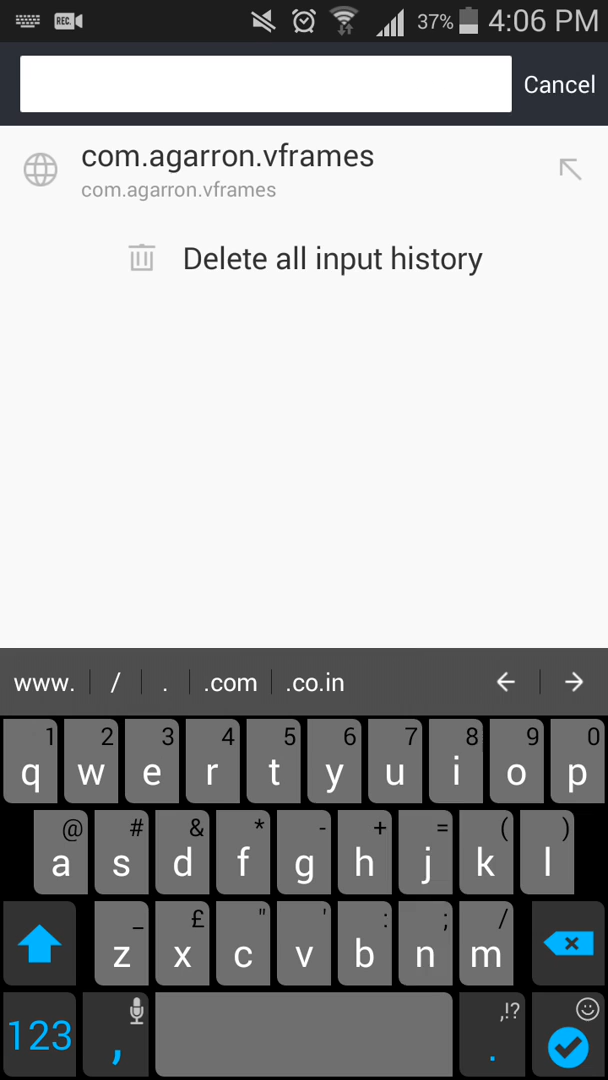 REC. 37% 4:06 PM
Cancel
com.agarron.vframes
com.agarron.vframes
Delete all input history
www. / . .com .co.in
1 2 3 4 5 6 7 8 9 0
q w e r t y u i o p
@ # & * - + = ( )
a s d f g h j k l
_ £ " ' : ; /
z x c v b n m
,!?
123 , .